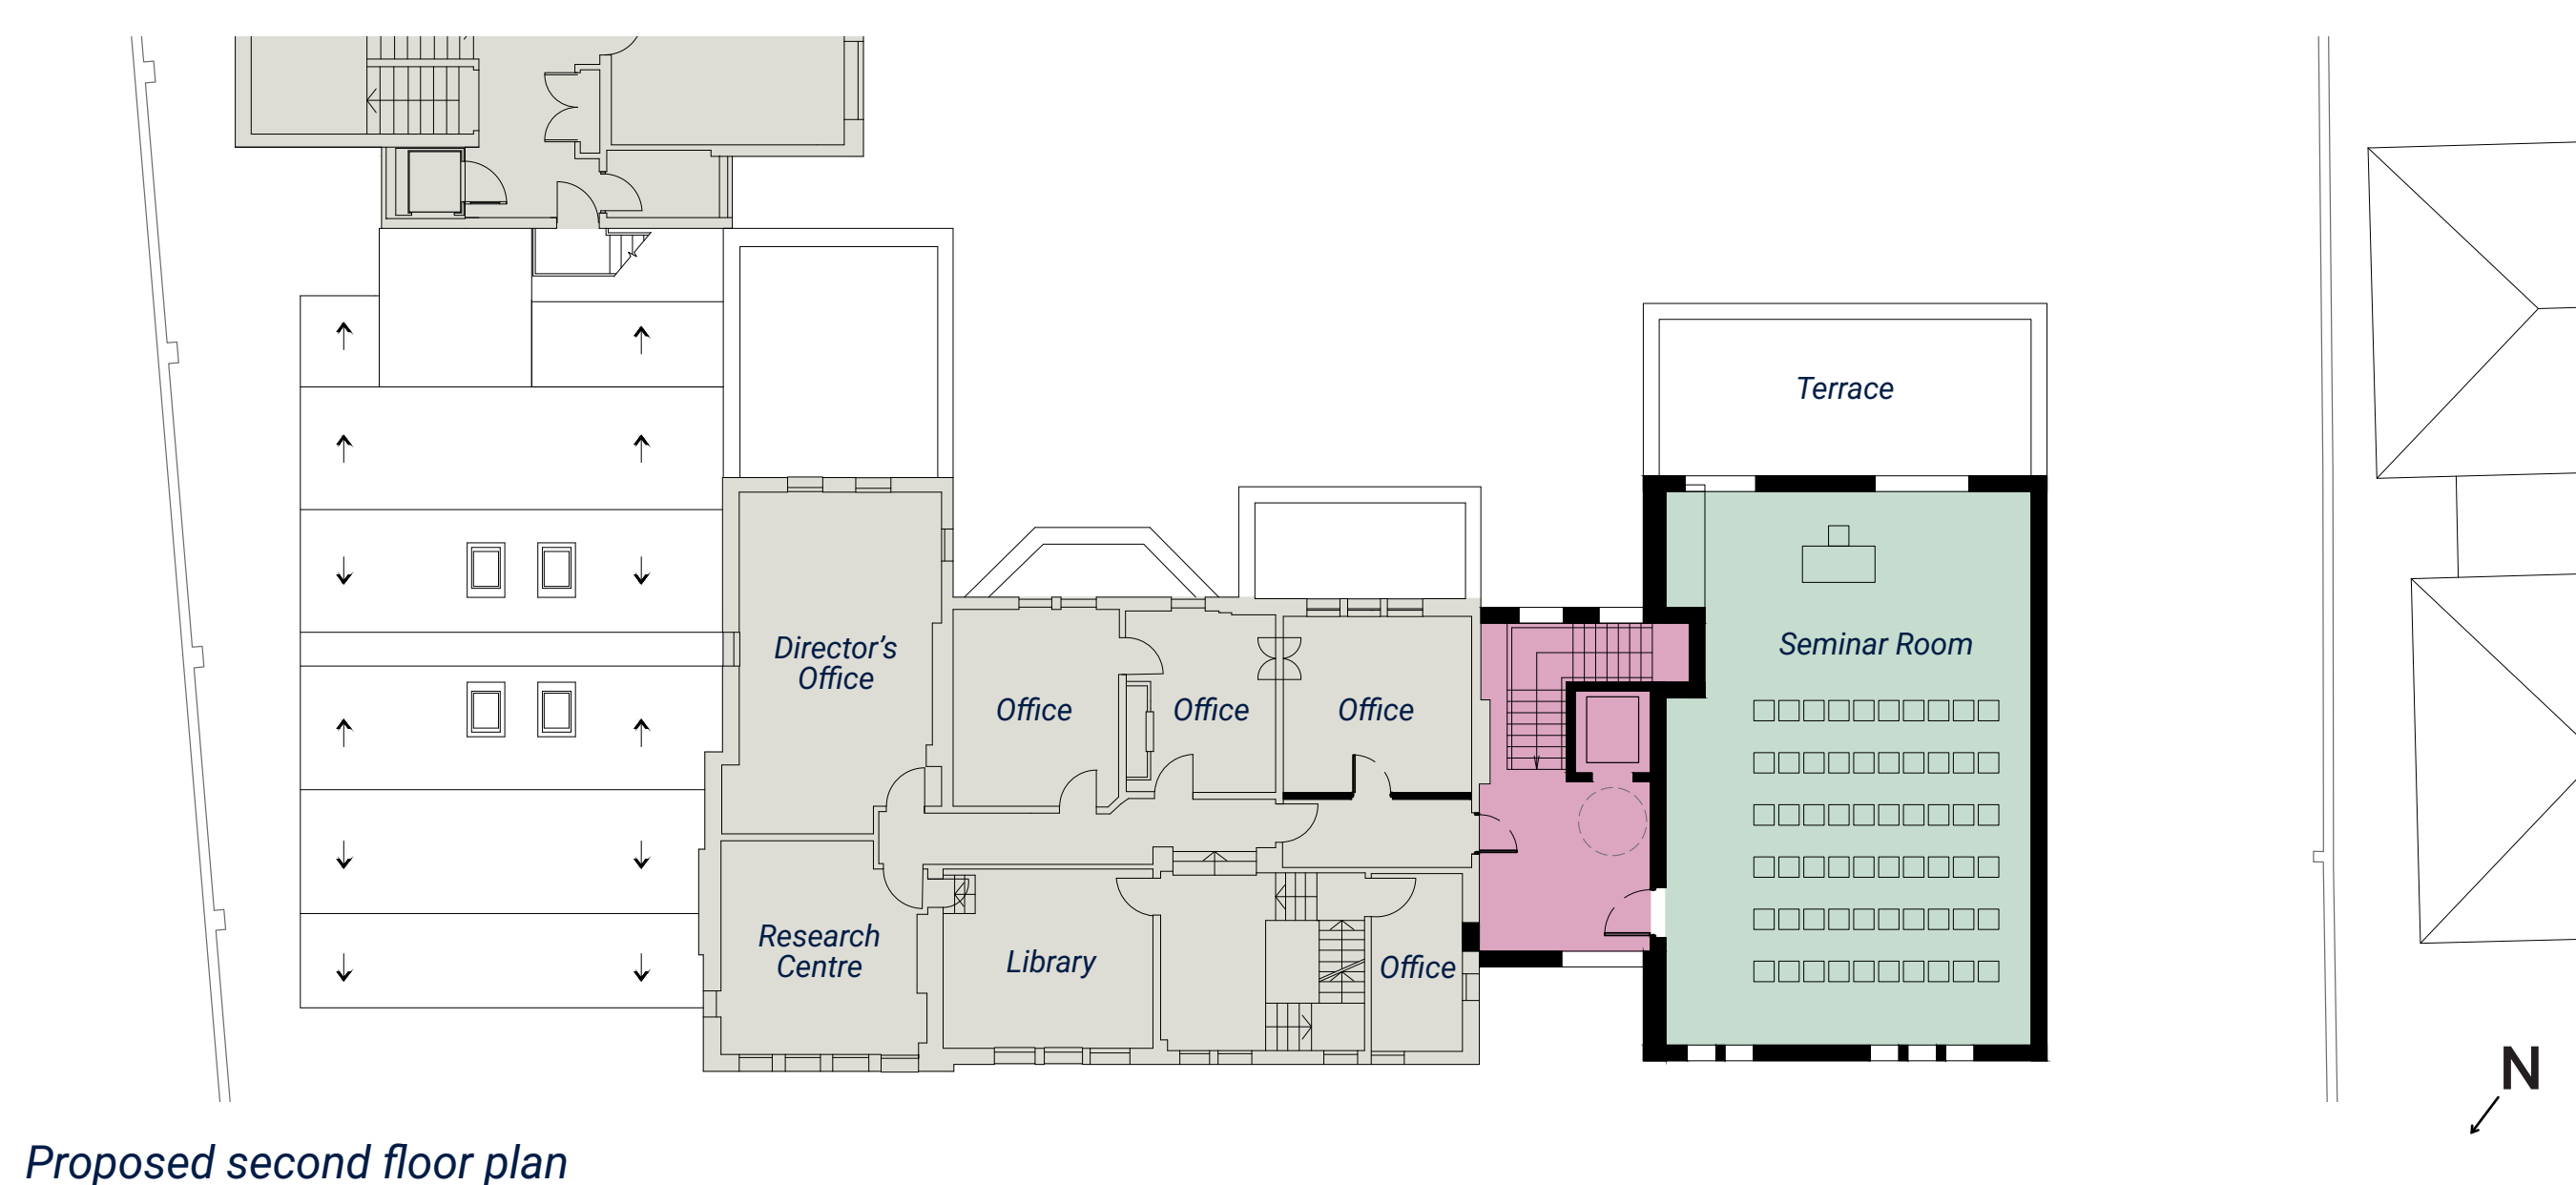 Terrace
Director's
Office
Seminar Room
Office
Office
Office
Research
Centre
Library
Office
N
Proposed second floor plan